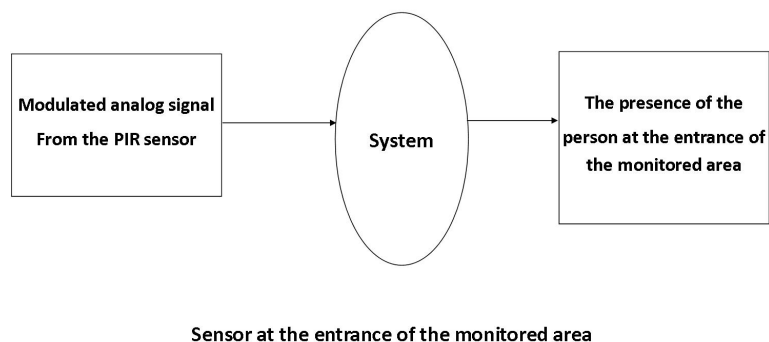 Modulated analog signal
From the PIR sensor
System
The presence of the
person at the entrance of
the monitored area
Sensor at the entrance of the monitored area